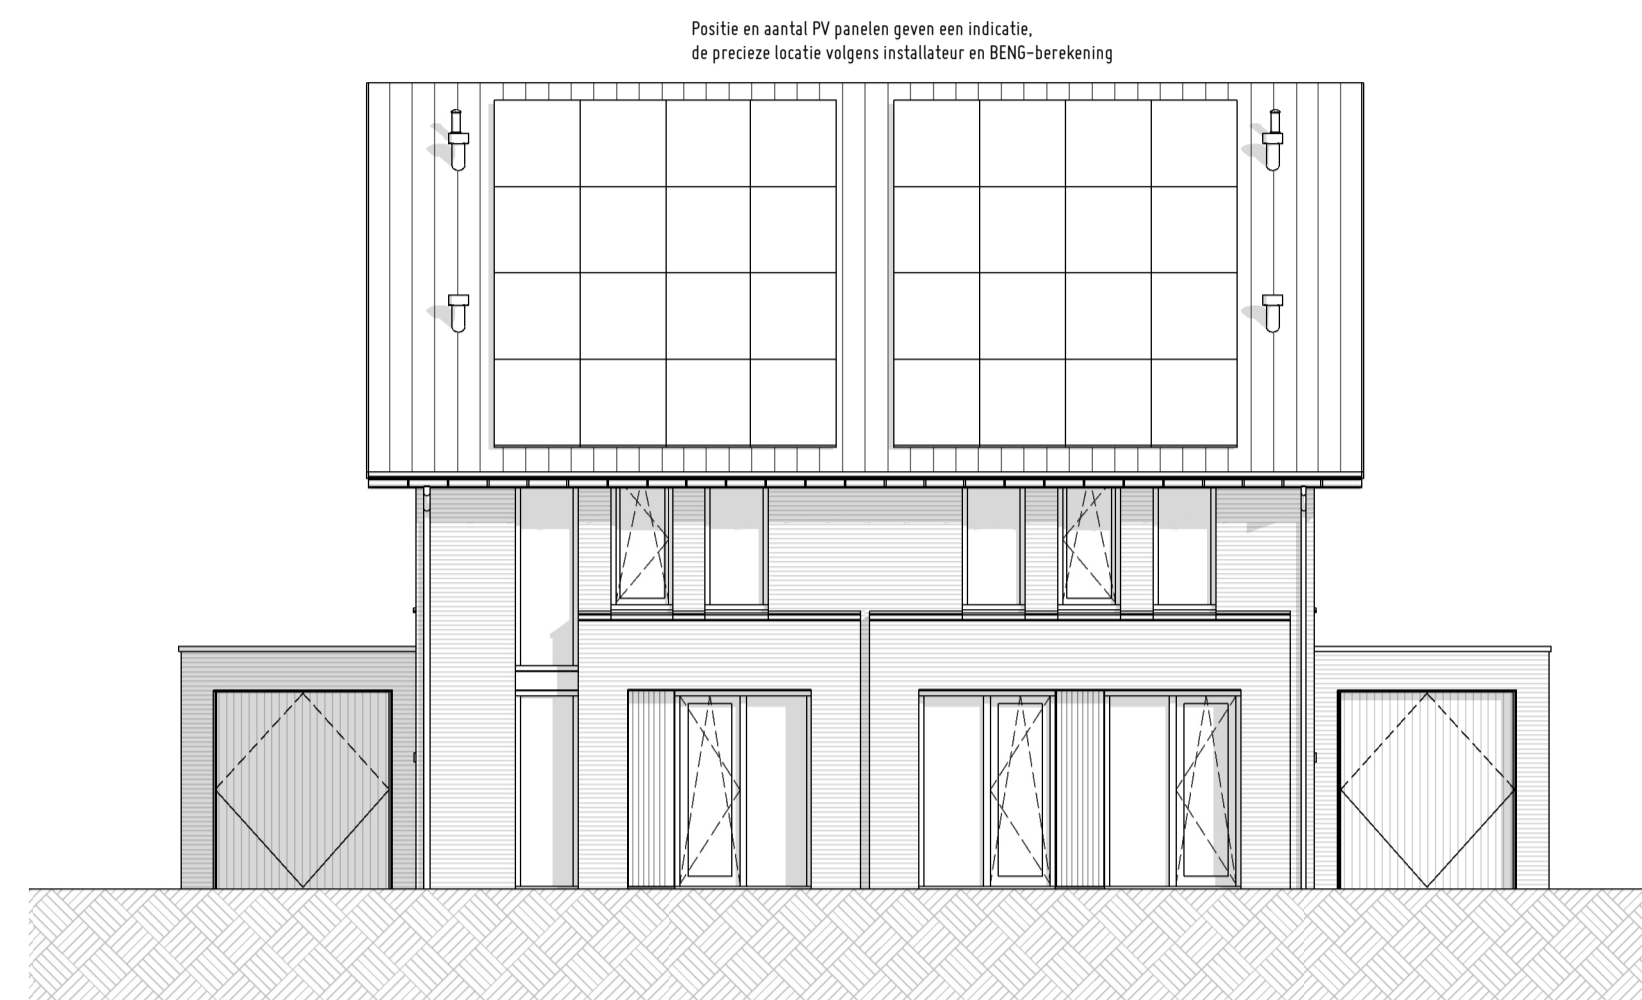 Positie en aantal PV panelen geven een indicatie,
de precieze locatie volgens installateur en BENG-berekening